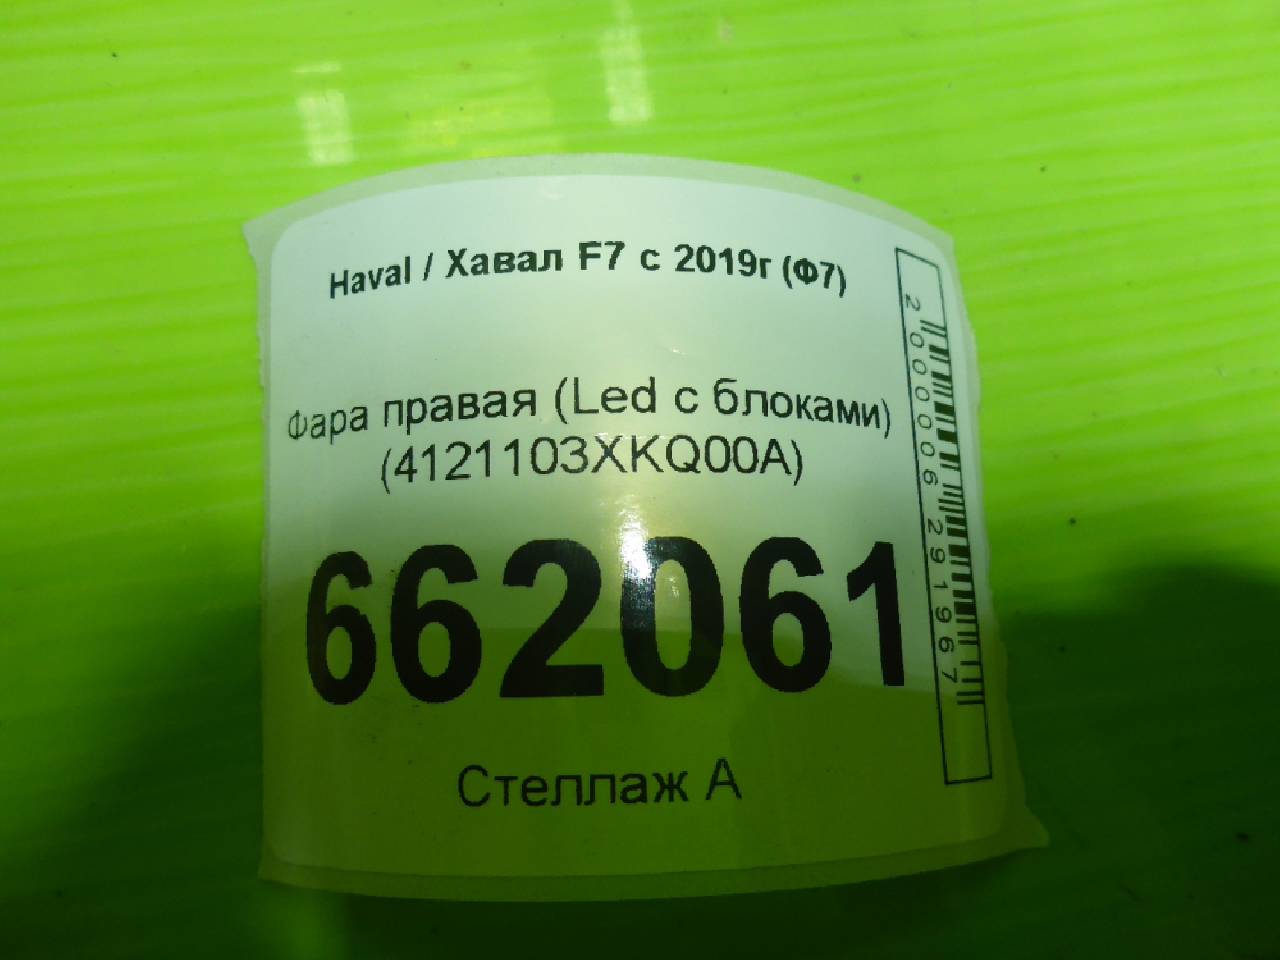 Haval / Хавал F7 с 2019г (Ф7)
Фара правая (Led с блоками)
(4121103XKQ00A)
662061
Стеллаж А
2000006291967